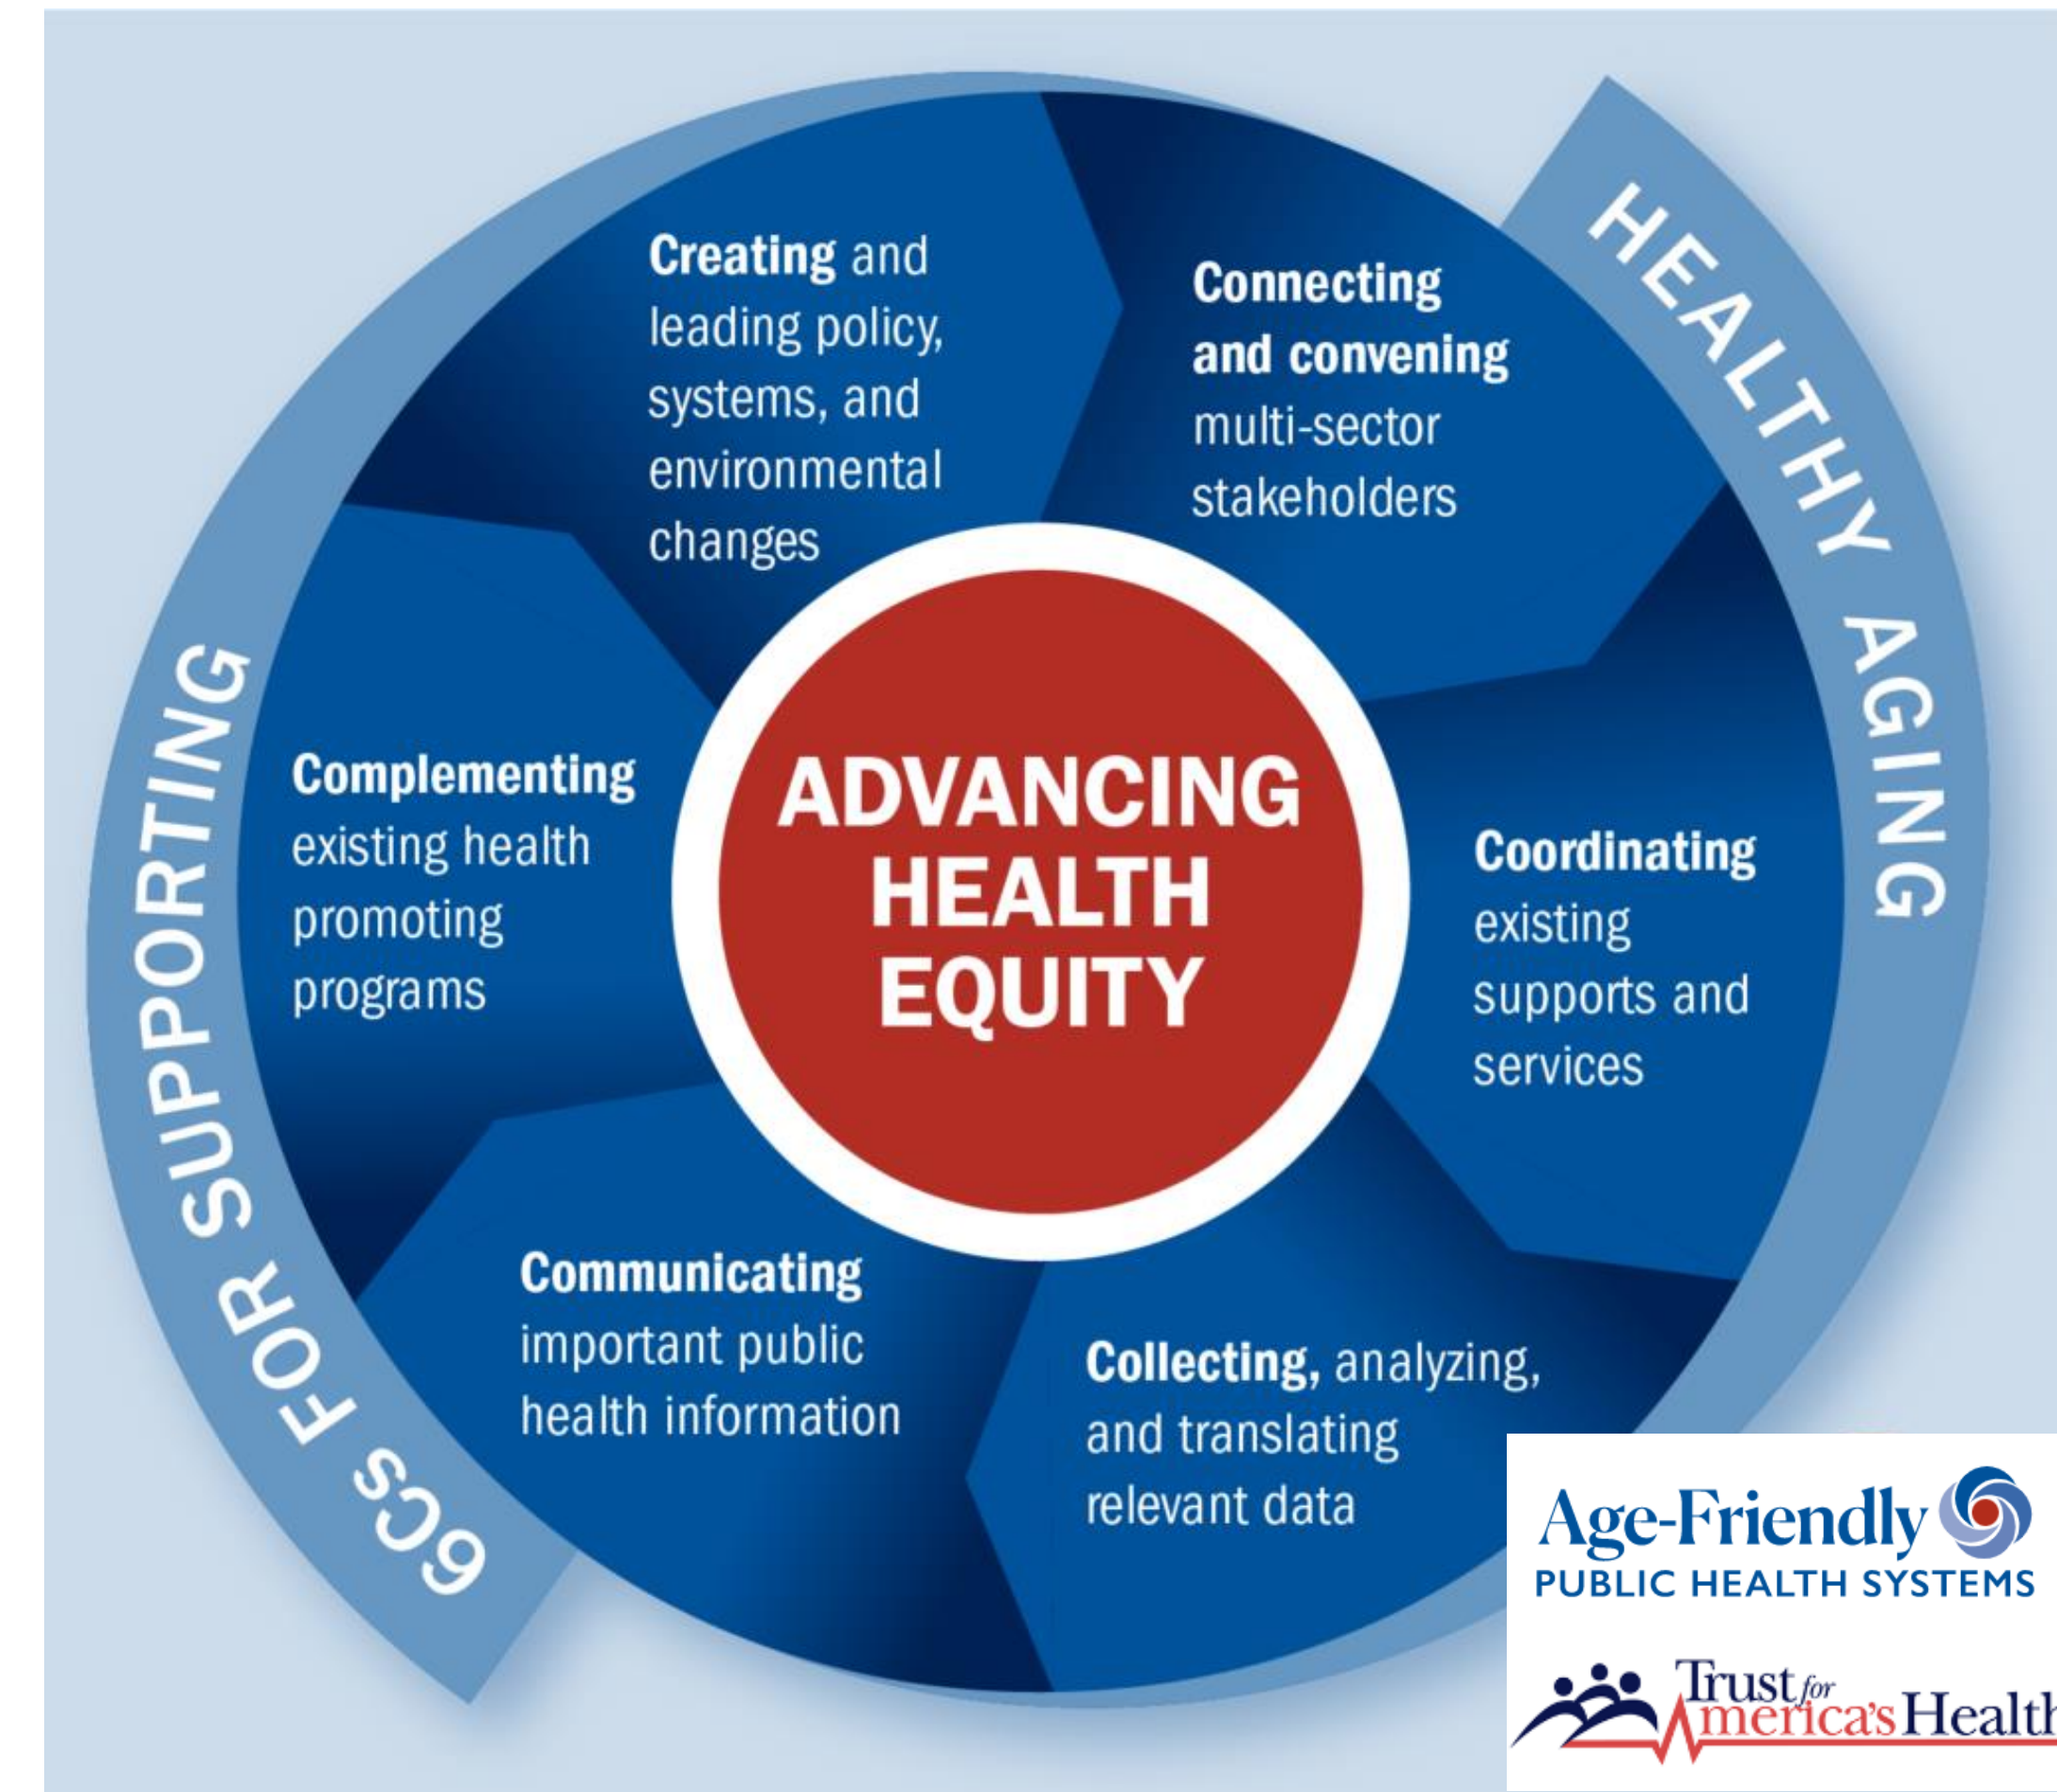 6Cs FOR SUPPORTING
HEALTHY AGING
Creating and
leading policy,
systems, and
environmental
changes
Connecting
and convening
multi-sector
stakeholders
Coordinating
existing
supports and
services
Collecting, analyzing,
and translating
relevant data
Communicating
important public
health information
Complementing
existing health
promoting
programs
ADVANCING
HEALTH
EQUITY
Age-Friendly
PUBLIC HEALTH SYSTEMS
Trust for
America's Health